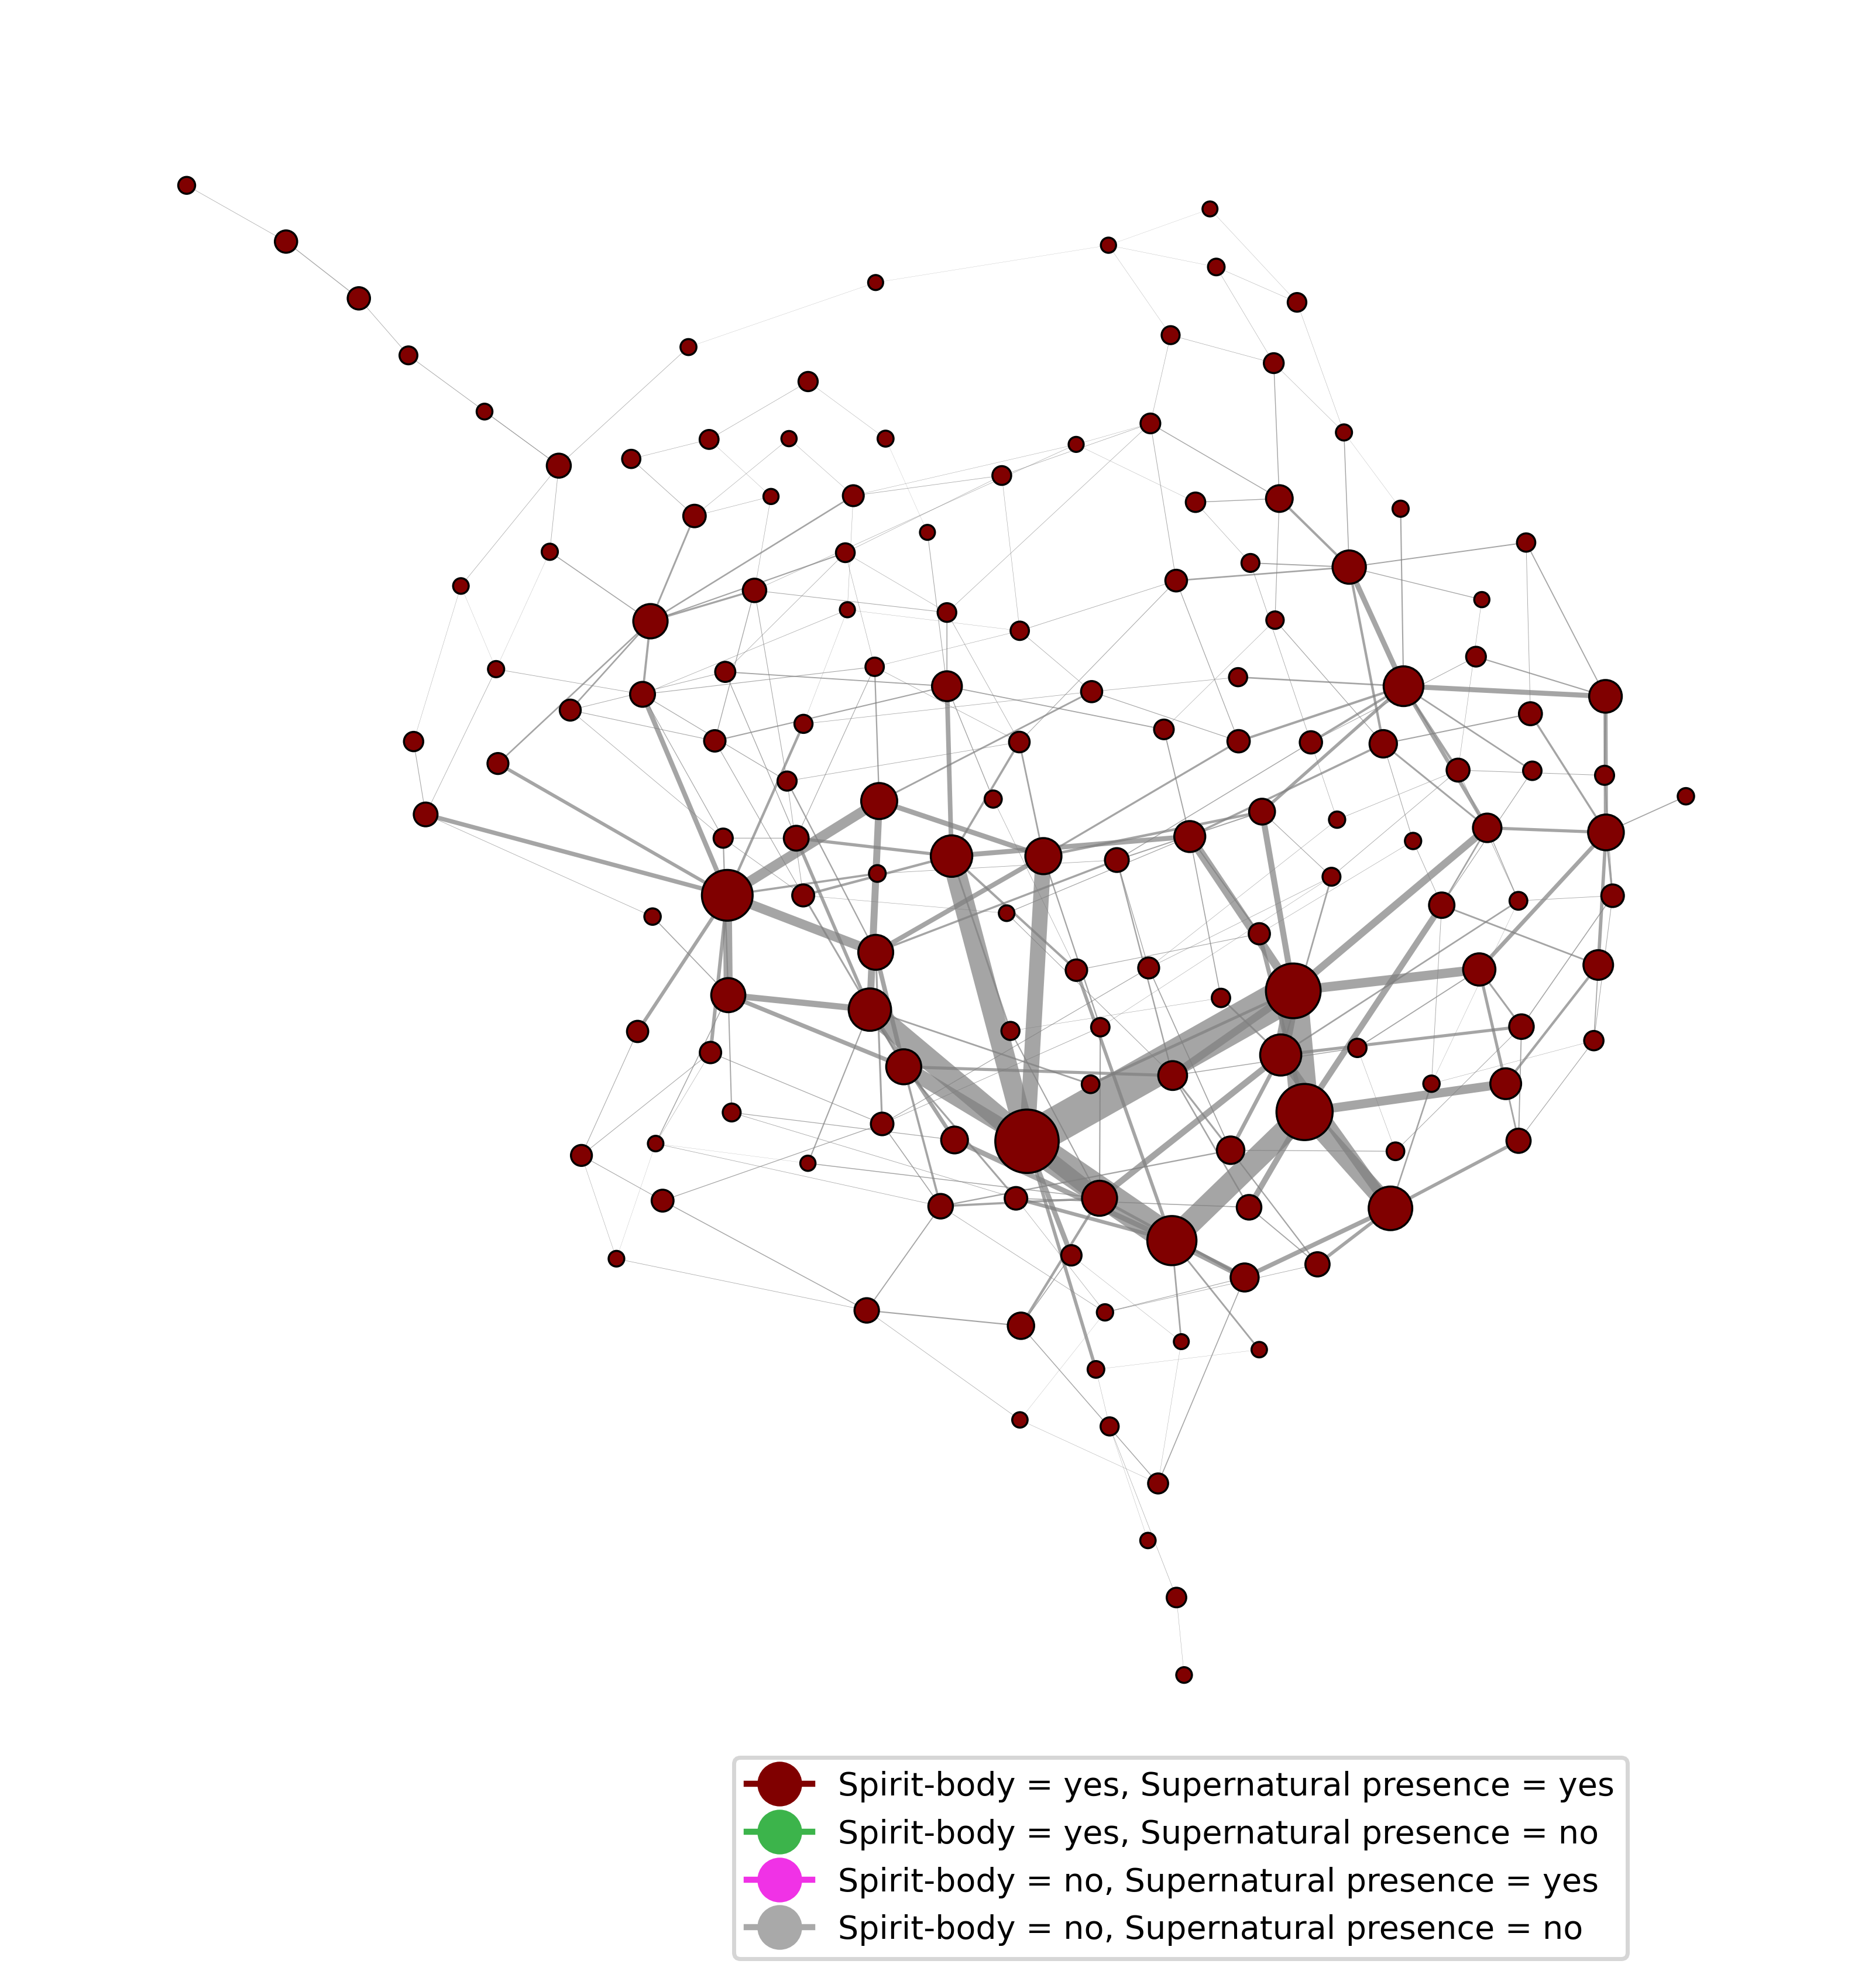 Spirit-body = yes, Supernatural presence = yes
Spirit-body = yes, Supernatural presence = no
Spirit-body = no, Supernatural presence = yes
Spirit-body = no, Supernatural presence = no